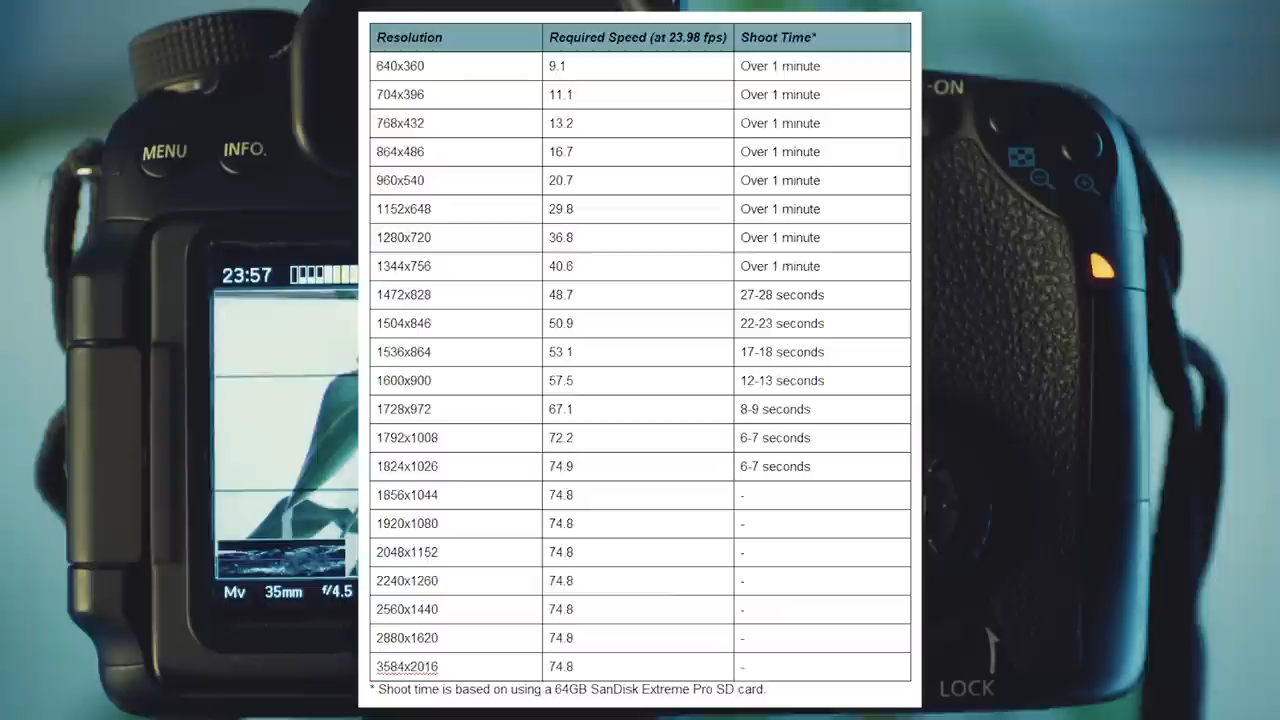 -ON
MENU
INFO.
23:57
Mv 35mm f/4.5
LOCK
Resolution Required Speed (at 23.98 fps) Shoot Time*
640x360 9.1 Over 1 minute
704x396 11.1 Over 1 minute
768x432 13.2 Over 1 minute
864x486 16.7 Over 1 minute
960x540 20.7 Over 1 minute
1152x648 29.8 Over 1 minute
1280x720 36.8 Over 1 minute
1344x756 40.6 Over 1 minute
1472x828 48.7 27-28 seconds
1504x846 50.9 22-23 seconds
1536x864 53.1 17-18 seconds
1600x900 57.5 12-13 seconds
1728x972 67.1 8-9 seconds
1792x1008 72.2 6-7 seconds
1824x1026 74.9 6-7 seconds
1856x1044 74.8 -
1920x1080 74.8 -
2048x1152 74.8 -
2240x1260 74.8 -
2560x1440 74.8 -
2880x1620 74.8 -
3584x2016 74.8 -
* Shoot time is based on using a 64GB SanDisk Extreme Pro SD card.